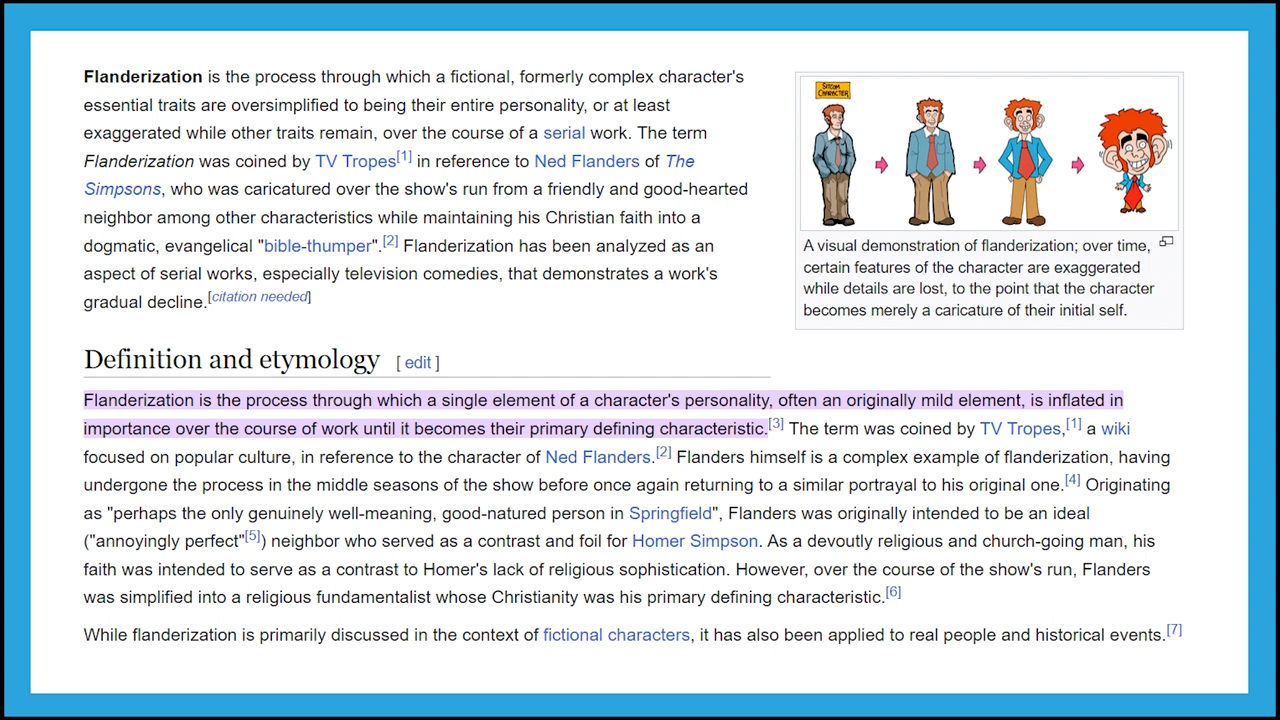 Flanderization is the process through which a fictional, formerly complex character's
essential traits are oversimplified to being their entire personality, or at least
exaggerated while other traits remain, over the course of a serial work. The term
Flanderization was coined by TV Tropes[1] in reference to Ned Flanders of The
Simpsons, who was caricatured over the show's run from a friendly and good-hearted
neighbor among other characteristics while maintaining his Christian faith into a
dogmatic, evangelical "bible-thumper".[2] Flanderization has been analyzed as an
aspect of serial works, especially television comedies, that demonstrates a work's
gradual decline.[citation needed]
SITCOM
CHARACTER
A visual demonstration of flanderization; over time,
certain features of the character are exaggerated
while details are lost, to the point that the character
becomes merely a caricature of their initial self.
Definition and etymology [ edit ]
Flanderization is the process through which a single element of a character's personality, often an originally mild element, is inflated in
importance over the course of work until it becomes their primary defining characteristic.[3] The term was coined by TV Tropes,[1] a wiki
focused on popular culture, in reference to the character of Ned Flanders.[2] Flanders himself is a complex example of flanderization, having
undergone the process in the middle seasons of the show before once again returning to a similar portrayal to his original one.[4] Originating
as "perhaps the only genuinely well-meaning, good-natured person in Springfield", Flanders was originally intended to be an ideal
("annoyingly perfect"[5]) neighbor who served as a contrast and foil for Homer Simpson. As a devoutly religious and church-going man, his
faith was intended to serve as a contrast to Homer's lack of religious sophistication. However, over the course of the show's run, Flanders
was simplified into a religious fundamentalist whose Christianity was his primary defining characteristic.[6]
While flanderization is primarily discussed in the context of fictional characters, it has also been applied to real people and historical events.[7]